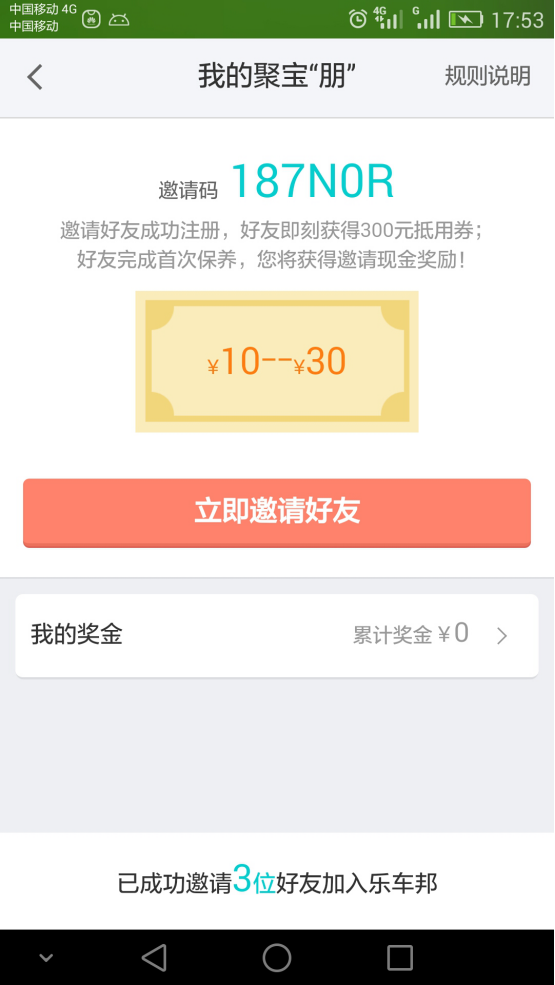 中国移动 4G
中国移动
4G
G
17:53
我的聚宝“朋”
规则说明
邀请码 187N0R
邀请好友成功注册，好友即刻获得300元抵用券；
好友完成首次保养，您将获得邀请现金奖励！
¥10--¥30
立即邀请好友
我的奖金
累计奖金￥0
已成功邀请3位好友加入乐车邦